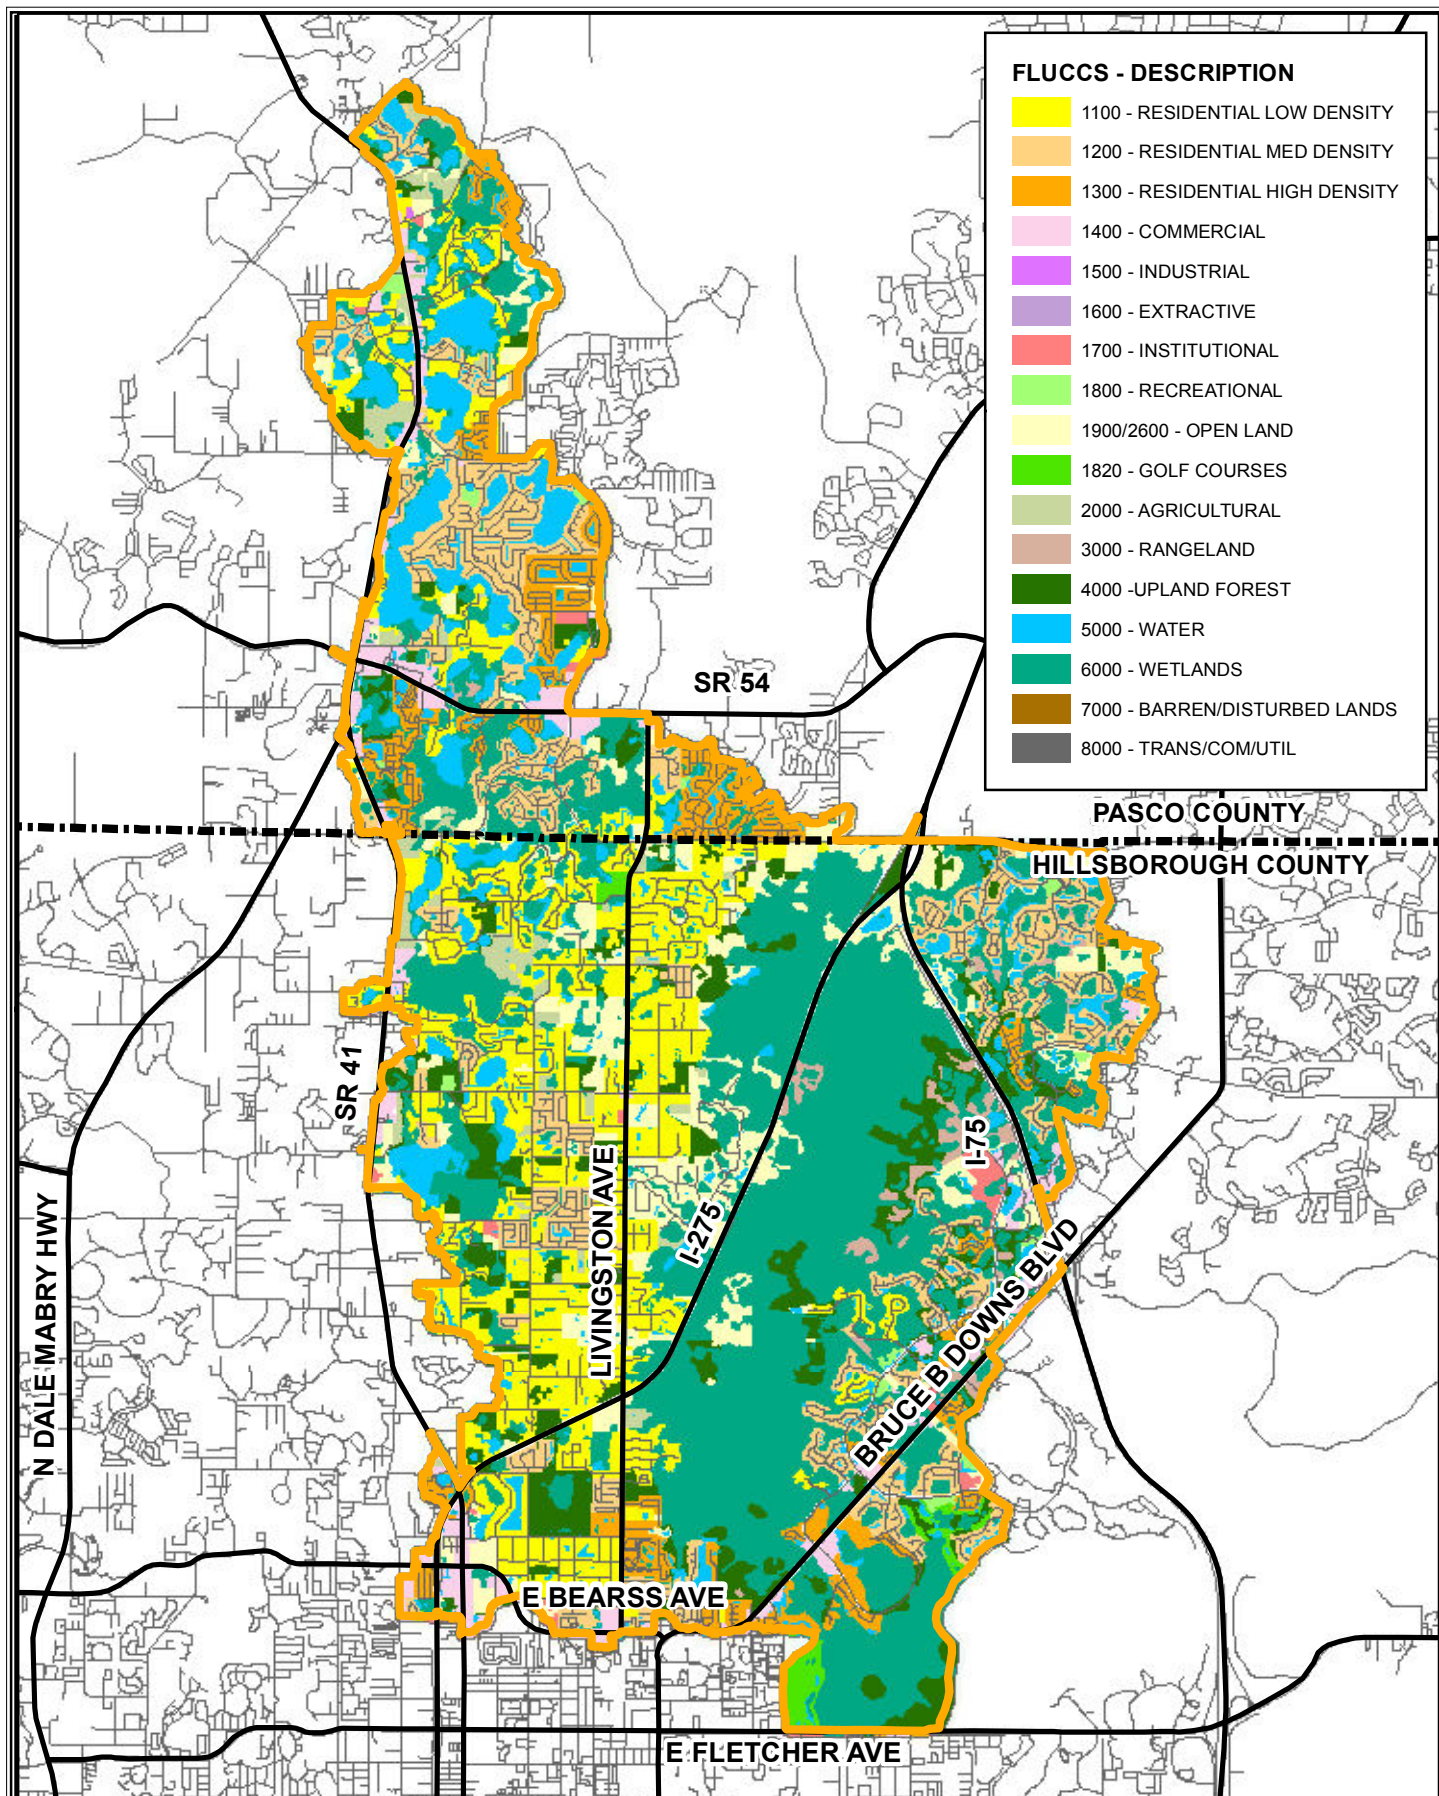 FLUCCS - DESCRIPTION
1100 - RESIDENTIAL LOW DENSITY
1200 - RESIDENTIAL MED DENSITY
1300 - RESIDENTIAL HIGH DENSITY
1400 - COMMERCIAL
1500 - INDUSTRIAL
1600 - EXTRACTIVE
1700 - INSTITUTIONAL
1800 - RECREATIONAL
1900/2600 - OPEN LAND
1820 - GOLF COURSES
2000 - AGRICULTURAL
3000 - RANGELAND
4000 -UPLAND FOREST
5000 - WATER
6000 - WETLANDS
7000 - BARREN/DISTURBED LANDS
8000 - TRANS/COM/UTIL
SR 54
PASCO COUNTY
HILLSBOROUGH COUNTY
SR 41
I-75
LIVINGSTON AVE
I-275
N DALE MABRY HWY
BRUCE B DOWNS BLVD
E BEARSS AVE
E FLETCHER AVE